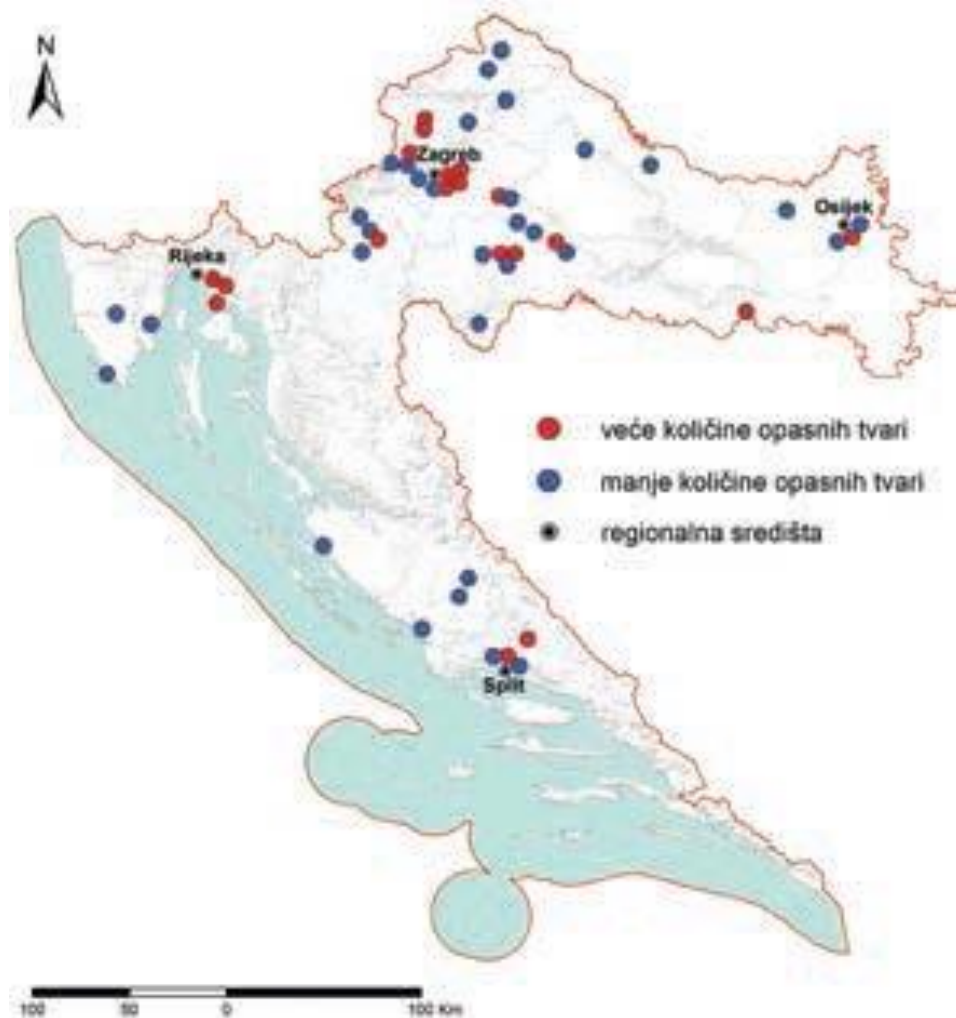 N
Zagreb
Osijek
Rijeka
veće količine opasnih tvari
manje količine opasnih tvari
regionalna središta
Split
100 50 0 100 Km